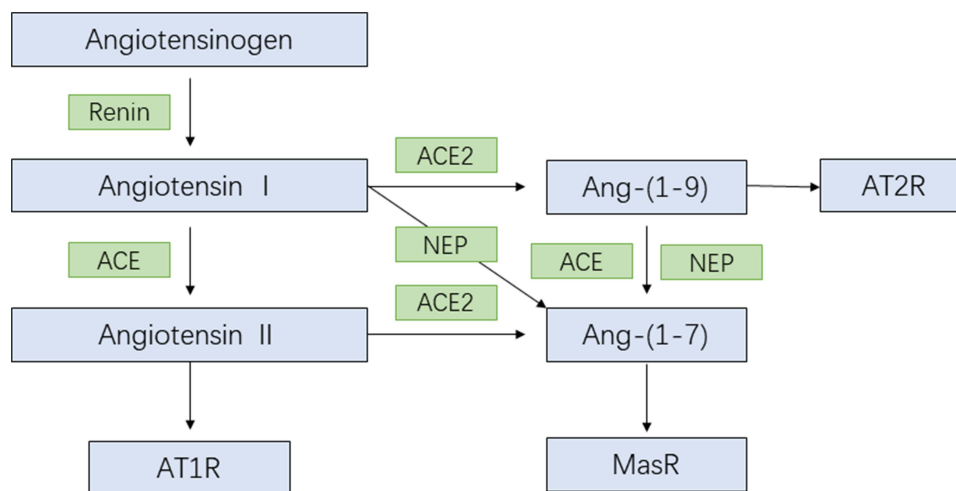 Angiotensinogen
Renin
ACE2
Angiotensin I
Ang-(1-9)
AT2R
NEP
ACE
ACE
NEP
ACE2
Angiotensin II
Ang-(1-7)
AT1R
MasR